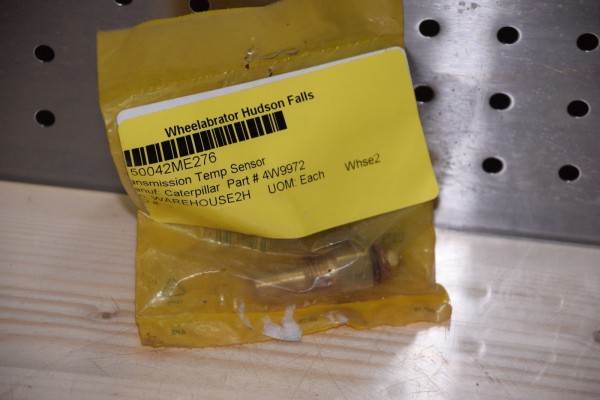 Wheelabrator Hudson Falls
50042ME276
ansmission Temp Sensor
anuf: Caterpillar Part # 4W9972
WAREHOUSE2H UOM: Each Whse2